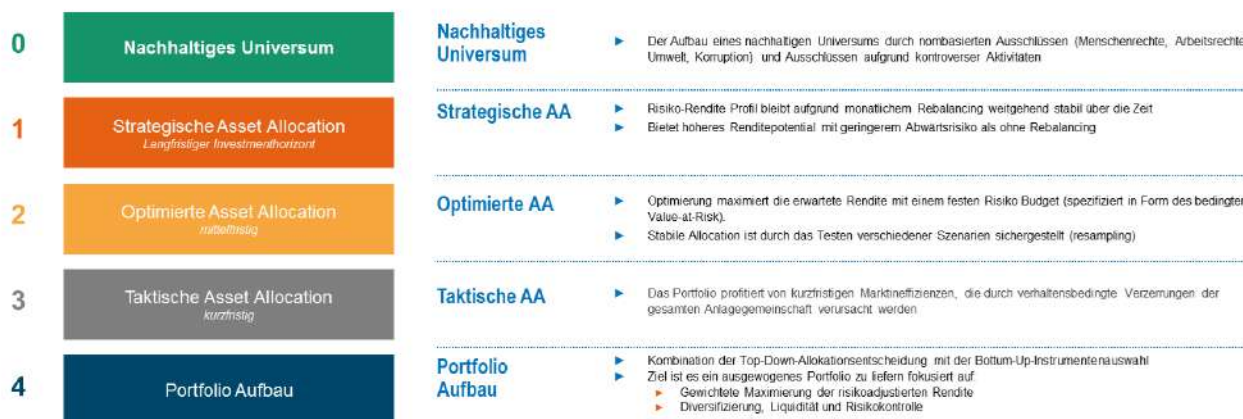 0
Nachhaltiges Universum
Nachhaltiges
Universum
► Der Aufbau eines nachhaltigen Universums durch nombasierten Ausschlüssen (Menschenrechte, Arbeitsrechte
Umwelt, Korruption) und Ausschlüssen aufgrund kontroverser Aktivitäten
1
Strategische Asset Allocation
Langfristiger Investmenthorizont
Strategische AA
► Risiko-Rendite Profil bleibt aufgrund monatlichem Rebalancing weitgehend stabil über die Zeit
► Bietet höheres Renditepotential mit geringerem Abwärtsrisiko als ohne Rebalancing
2
Optimierte Asset Allocation
mittelfristig
Optimierte AA
► Optimierung maximiert die erwartete Rendite mit einem festen Risiko Budget (spezifiziert in Form des bedingten
Value-at-Risk).
► Stabile Allocation ist durch das Testen verschiedener Szenarien sichergestellt (resampling)
3
Taktische Asset Allocation
kurzfristig
Taktische AA
► Das Portfolio profitiert von kurzfristigen Marktineffizienzen, die durch verhaltensbedingte Verzerrungen der
gesamten Anlagegemeinschaft verursacht werden
4
Portfolio Aufbau
Portfolio
Aufbau
► Kombination der Top-Down-Allokationsentscheidung mit der Bottum-Up-Instrumentenauswahl
► Ziel ist es ein ausgewogenes Portfolio zu liefern fokusiert auf
► Gewichtete Maximierung der risikoadjustierten Rendite
► Diversifizierung, Liquidität und Risikokontrolle